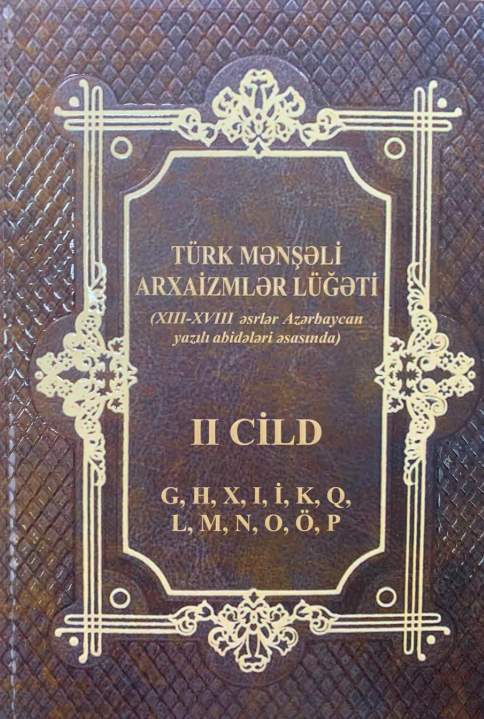 TÜRK MƏNŞƏLİ
ARXAİZMLƏR LÜĞƏTİ
(XIII-XVIII əsrlər Azərbaycan
yazılı abidələri əsasında)
II CİLD
G, H, X, I, İ, K, Q,
L, M, N, O, Ö, P